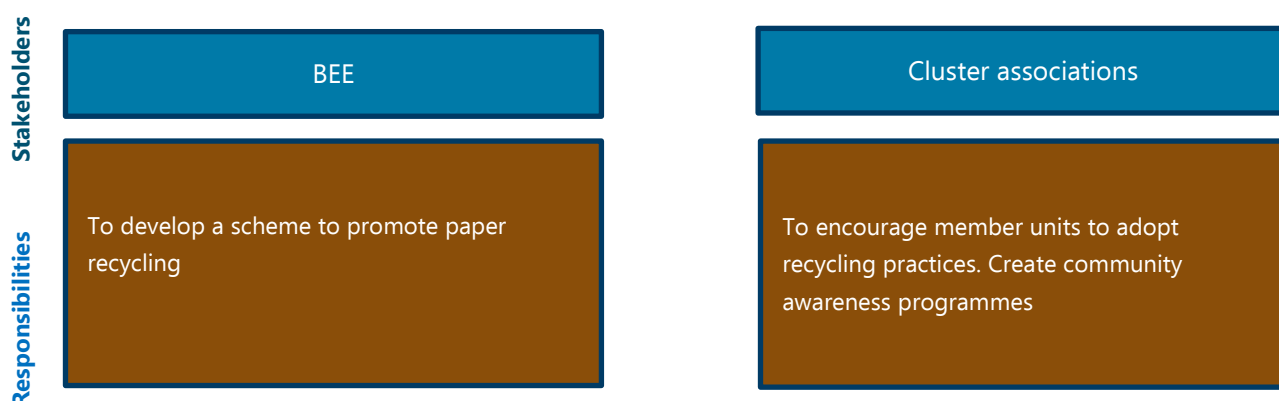 Stakeholders
BEE
Cluster associations
Responsibilities
To develop a scheme to promote paper
recycling
To encourage member units to adopt
recycling practices. Create community
awareness programmes